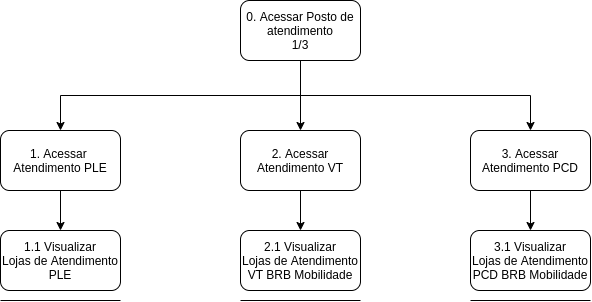 0. Acessar Posto de
atendimento
1/3
1. Acessar
Atendimento PLE
2. Acessar
Atendimento VT
3. Acessar
Atendimento PCD
1.1 Visualizar
Lojas de Atendimento
PLE
2.1 Visualizar
Lojas de Atendimento
VT BRB Mobilidade
3.1 Visualizar
Lojas de Atendimento
PCD BRB Mobilidade